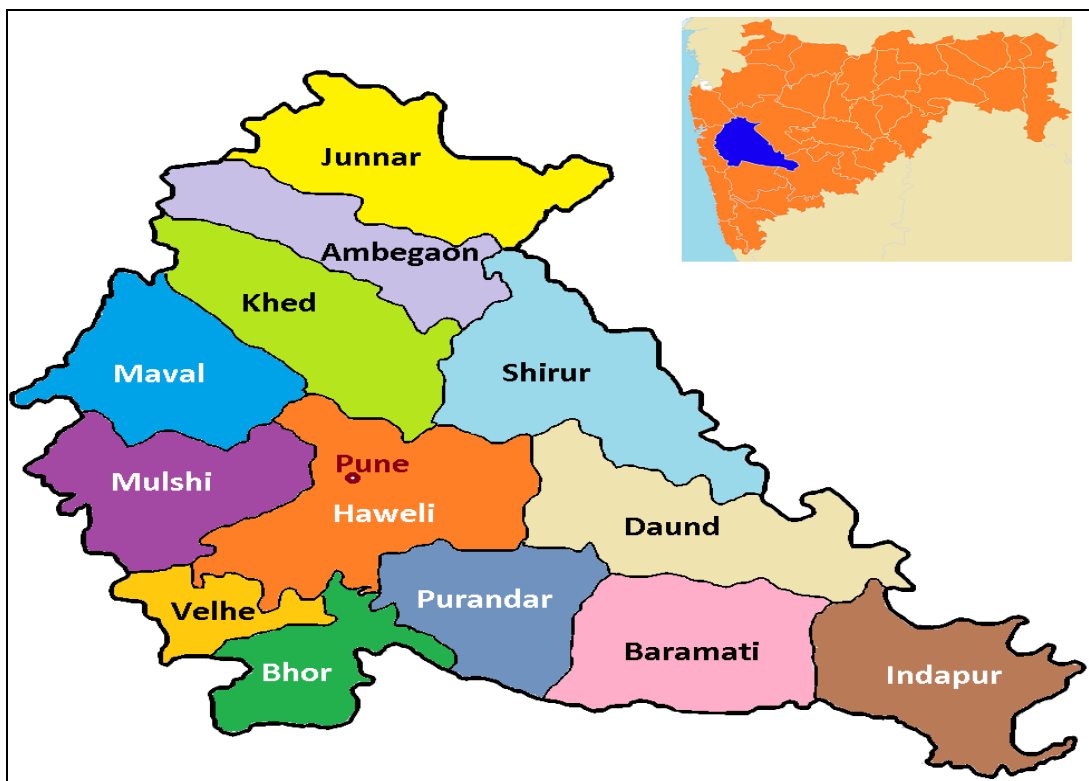 Junnar
Ambegaon
Khed
Maval
Shirur
Pune
Mulshi
Haweli
Daund
Velhe
Purandar
Baramati
Bhor
Indapur